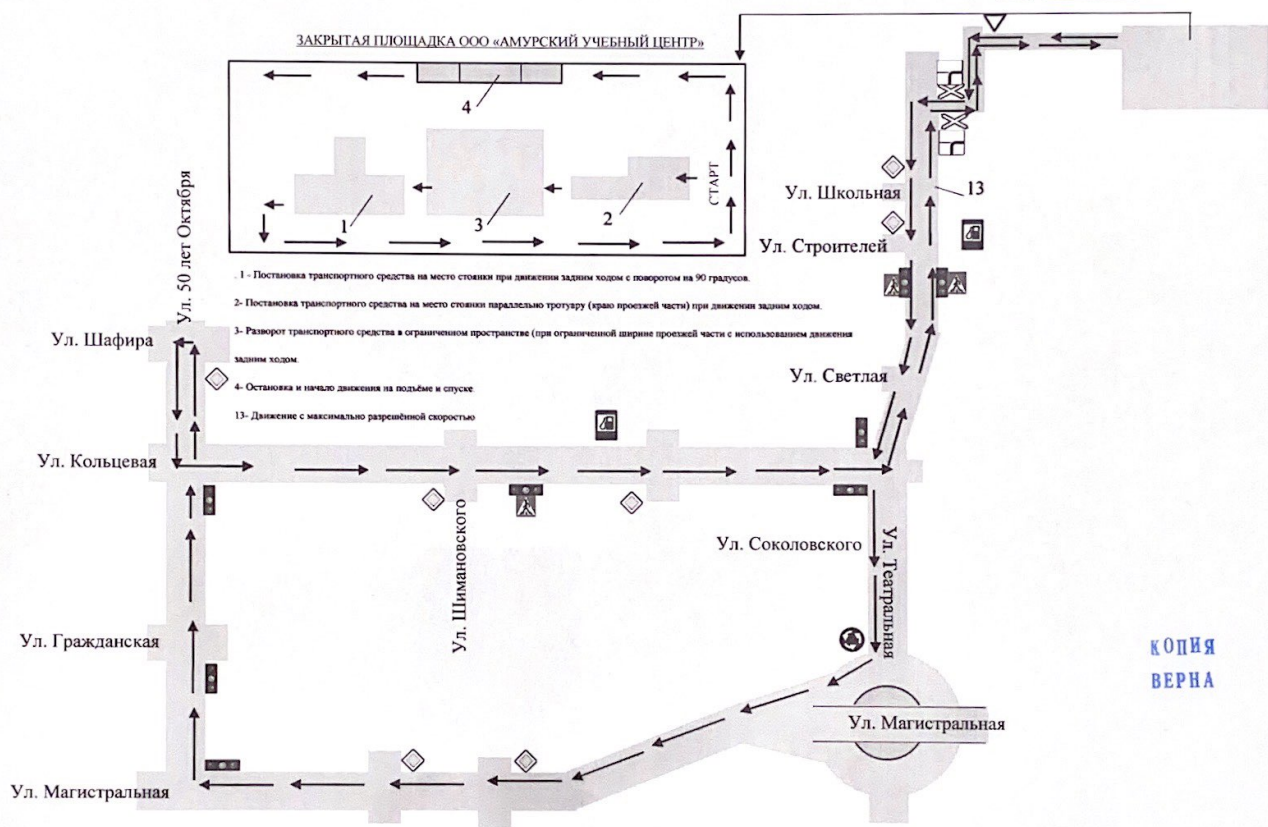 ЗАКРЫТАЯ ПЛОЩАДКА ООО «АМУРСКИЙ УЧЕБНЫЙ ЦЕНТР»
4
1
3
2
СТАРТ
Ул. 50 лет Октября
Ул. Школьная
13
Ул. Строителей
. 1 - Постановка транспортного средства на место стоянки при движении задним ходом с поворотом на 90 градусов.
2- Постановка транспортного средства на место стоянки параллельно тротуару (краю проезжей части) при движении задним ходом.
3- Разворот транспортного средства в ограниченном пространстве (при ограниченной ширине проезжей части с использованием движения
задним ходом.
4- Остановка и начало движения на подъёме и спуске.
13- Движение с максимально разрешённой скоростью
Ул. Шафира
Ул. Светлая
Ул. Кольцевая
Ул. Шимановского
Ул. Соколовского
Ул. Театральная
Ул. Гражданская
КОПИЯ
ВЕРНА
Ул. Магистральная
Ул. Магистральная